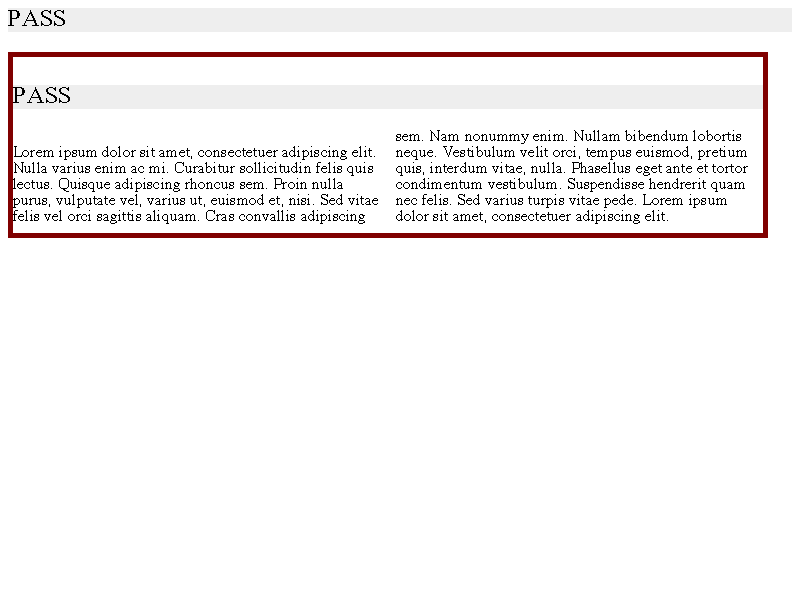 PASS
PASS
Lorem ipsum dolor sit amet, consectetuer adipiscing elit.
Nulla varius enim ac mi. Curabitur sollicitudin felis quis
lectus. Quisque adipiscing rhoncus sem. Proin nulla
purus, vulputate vel, varius ut, euismod et, nisi. Sed vitae
felis vel orci sagittis aliquam. Cras convallis adipiscing
sem. Nam nonummy enim. Nullam bibendum lobortis
neque. Vestibulum velit orci, tempus euismod, pretium
quis, interdum vitae, nulla. Phasellus eget ante et tortor
condimentum vestibulum. Suspendisse hendrerit quam
nec felis. Sed varius turpis vitae pede. Lorem ipsum
dolor sit amet, consectetuer adipiscing elit.